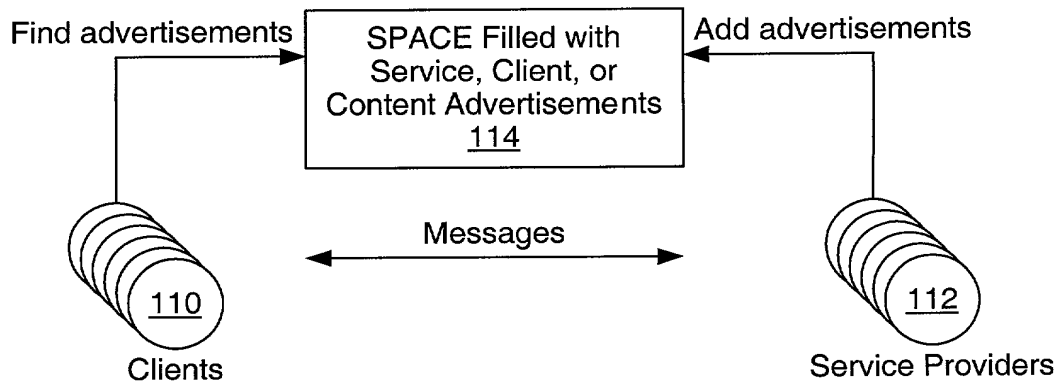 Find advertisements
SPACE Filled with
Service, Client, or
Content Advertisements
114
Add advertisements
Messages
110
Clients
112
Service Providers